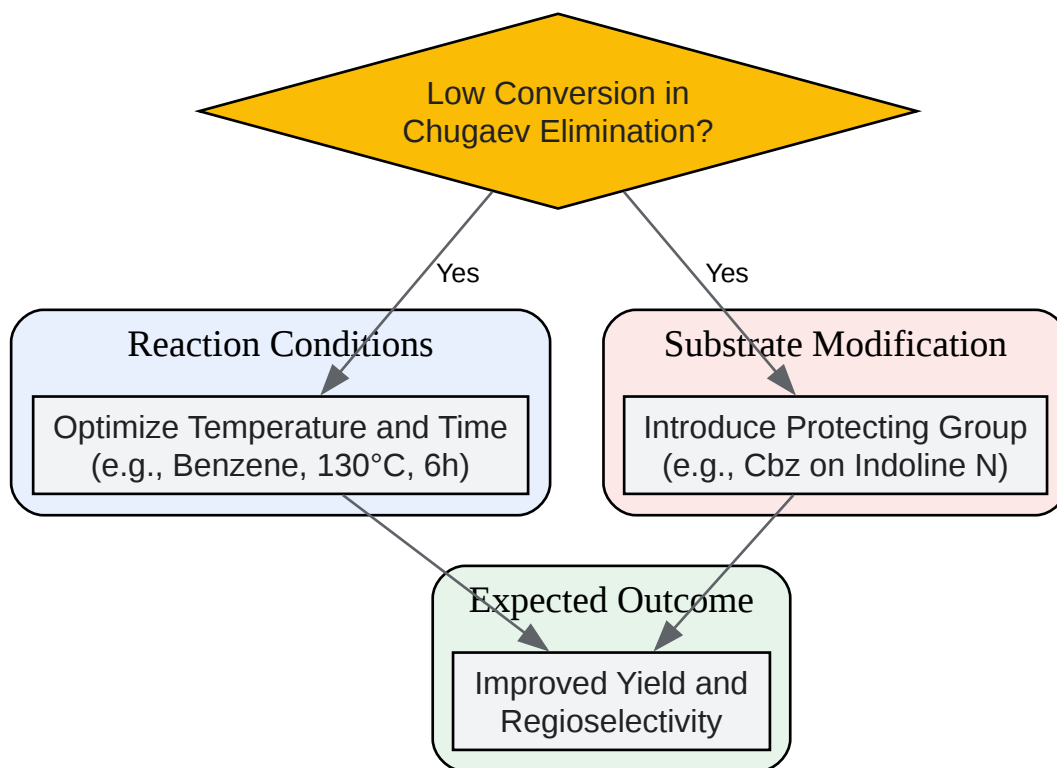 Low Conversion in
Chugaev Elimination?
Yes
Yes
Reaction Conditions
Optimize Temperature and Time
(e.g., Benzene, 130°C, 6h)
Substrate Modification
Introduce Protecting Group
(e.g., Cbz on Indoline N)
Expected Outcome
Improved Yield and
Regioselectivity